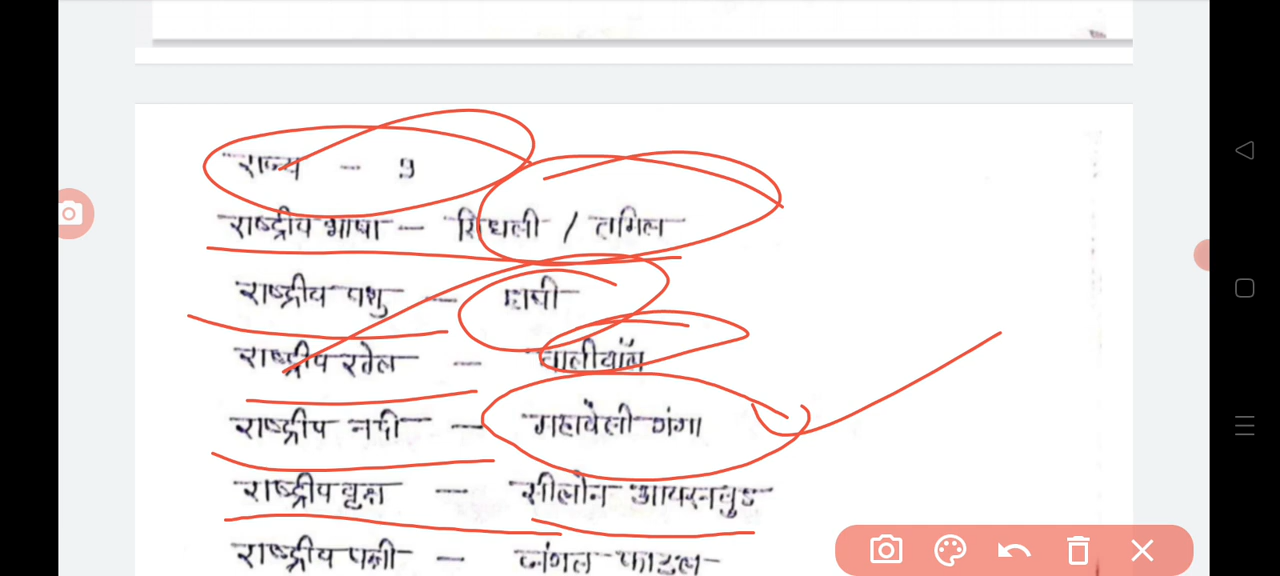 राज्य - 9
राष्ट्रीय भाषा - सिंघली / तमिल
राष्ट्रीय पशु - हाथी
राष्ट्रीय खेल - वालीबॉल
राष्ट्रीय नदी - महावेली गंगा
राष्ट्रीय वृक्ष - सीलोन आयरनवुड
राष्ट्रीय पक्षी - जंगल फाउल